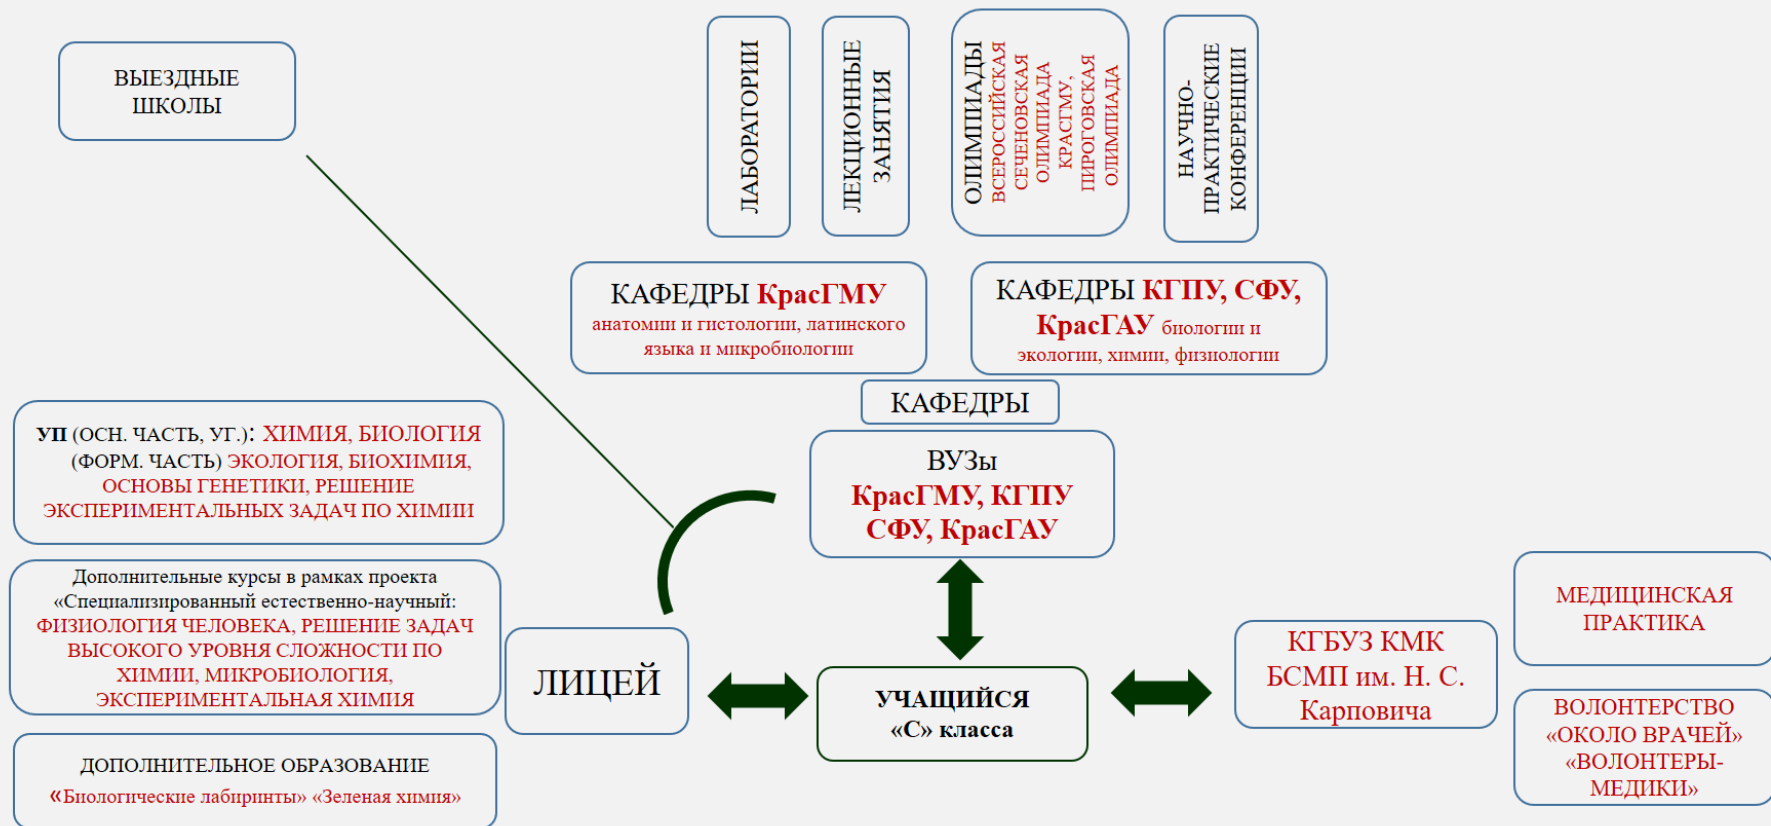 ВЫЕЗДНЫЕ
ШКОЛЫ
ЛАБОРАТОРИИ
ЛЕКЦИОННЫЕ
ЗАНЯТИЯ
ОЛИМПИАДЫ
ВСЕРОССИЙСКАЯ
СЕЧЕНОВСКАЯ
ОЛИМПИАДА
КРАСГМУ,
ПИРОГОВСКАЯ
ОЛИМПИАДА
НАУЧНО-
ПРАКТИЧЕСКИЕ
КОНФЕРЕНЦИИ
КАФЕДРЫ КрасГМУ
анатомии и гистологии, латинского
языка и микробиологии
КАФЕДРЫ КГПУ, СФУ,
КрасГАУ биологии и
экологии, химии, физиологии
КАФЕДРЫ
ВУЗы
КрасГМУ, КГПУ
СФУ, КрасГАУ
УП (ОСН. ЧАСТЬ, УГ.): ХИМИЯ, БИОЛОГИЯ
(ФОРМ. ЧАСТЬ) ЭКОЛОГИЯ, БИОХИМИЯ,
ОСНОВЫ ГЕНЕТИКИ, РЕШЕНИЕ
ЭКСПЕРИМЕНТАЛЬНЫХ ЗАДАЧ ПО ХИМИИ
Дополнительные курсы в рамках проекта
«Специализированный естественно-научный:
ФИЗИОЛОГИЯ ЧЕЛОВЕКА, РЕШЕНИЕ ЗАДАЧ
ВЫСОКОГО УРОВНЯ СЛОЖНОСТИ ПО
ХИМИИ, МИКРОБИОЛОГИЯ,
ЭКСПЕРИМЕНТАЛЬНАЯ ХИМИЯ
ДОПОЛНИТЕЛЬНОЕ ОБРАЗОВАНИЕ
«Биологические лабиринты» «Зеленая химия»
ЛИЦЕЙ
УЧАЩИЙСЯ
«С» класса
КГБУЗ КМК
БСМП им. Н. С.
Карповича
МЕДИЦИНСКАЯ
ПРАКТИКА
ВОЛОНТЕРСТВО
«ОКОЛО ВРАЧЕЙ»
«ВОЛОНТЕРЫ-
МЕДИКИ»